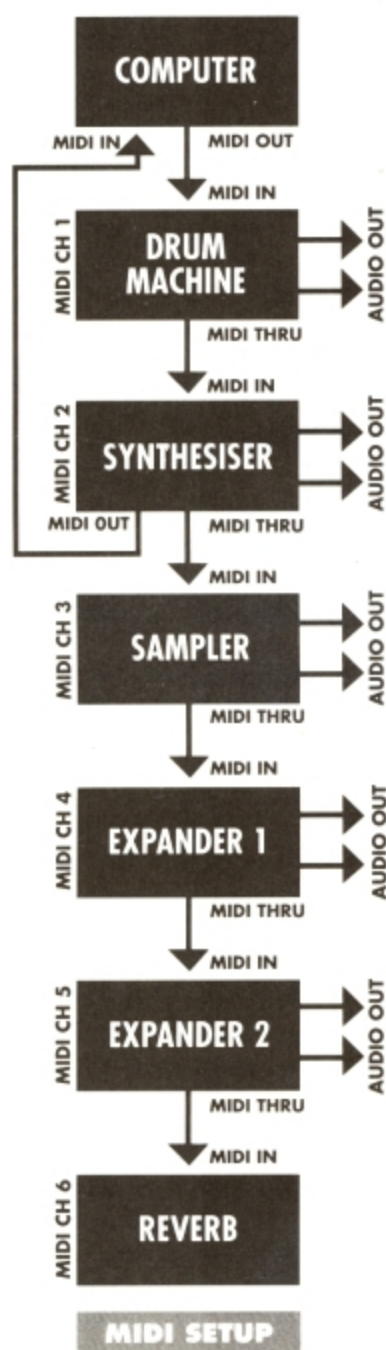 COMPUTER
MIDI IN
MIDI OUT
MIDI IN
MIDI CH 1
DRUM
MACHINE
AUDIO OUT
MIDI THRU
MIDI IN
MIDI CH 2
SYNTHESISER
AUDIO OUT
MIDI OUT
MIDI THRU
MIDI IN
MIDI CH 3
SAMPLER
AUDIO OUT
MIDI THRU
MIDI IN
MIDI CH 4
EXPANDER 1
AUDIO OUT
MIDI THRU
MIDI IN
MIDI CH 5
EXPANDER 2
AUDIO OUT
MIDI THRU
MIDI IN
MIDI CH 6
REVERB
MIDI SETUP